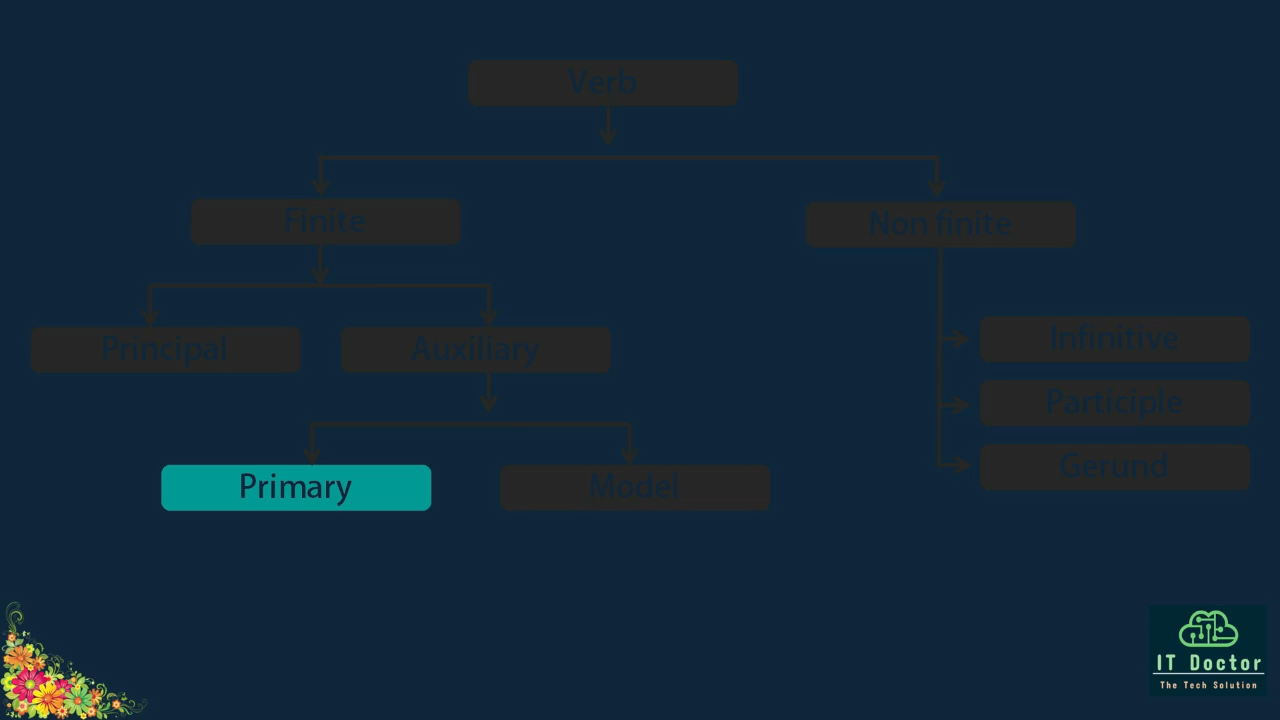 Verb
Finite
Non finite
Principal
Auxiliary
Infinitive
Participle
Gerund
Primary
Model
IT Doctor
The Tech Solution